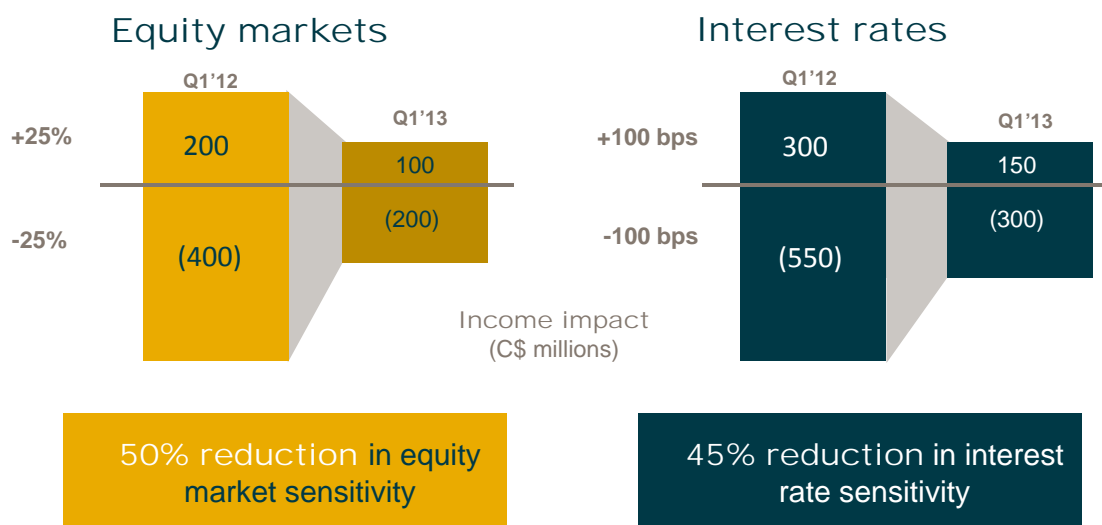 Equity markets
Q1'12
Q1'13
+25%
200
100
-25%
(400)
(200)
Interest rates
Q1'12
Q1'13
+100 bps
300
150
-100 bps
(550)
(300)
Income impact
(C$ millions)
50% reduction in equity
market sensitivity
45% reduction in interest
rate sensitivity